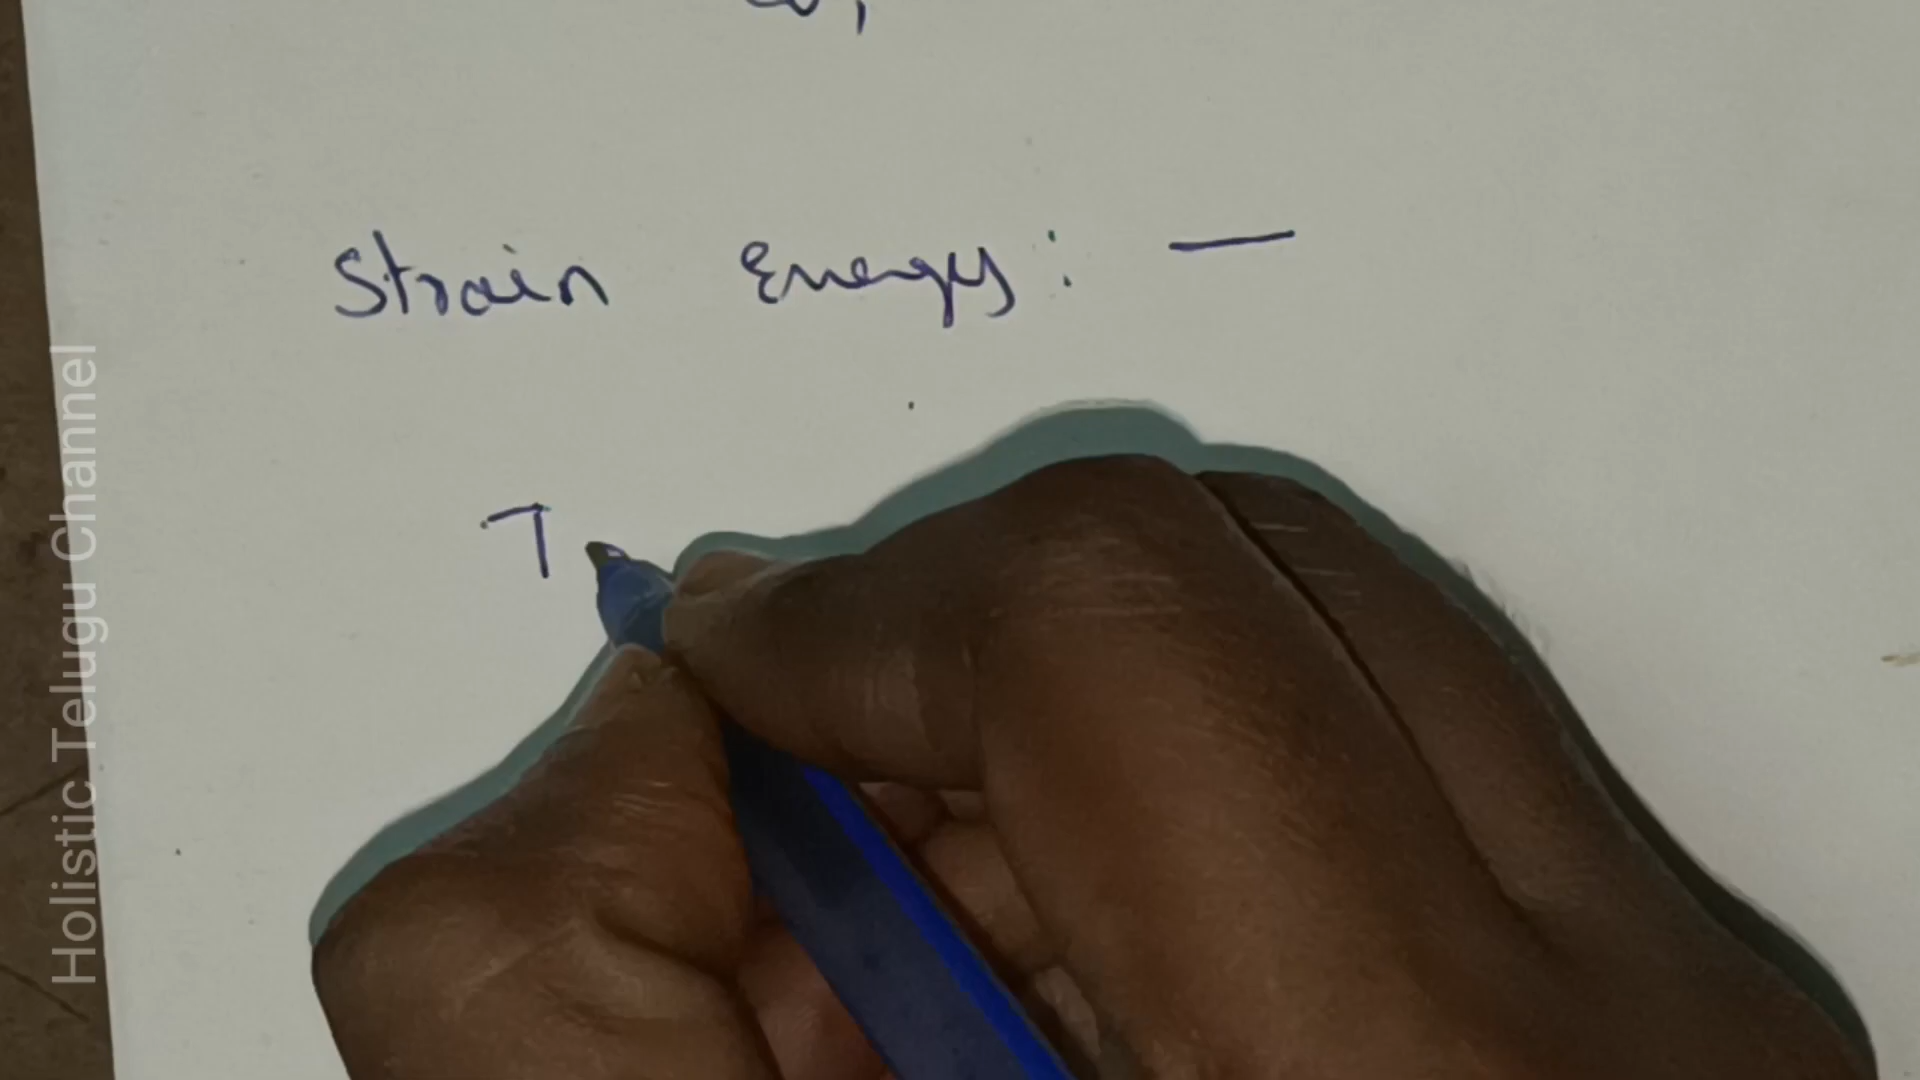 Strain Energy : —
T
Holistic Telugu Channel